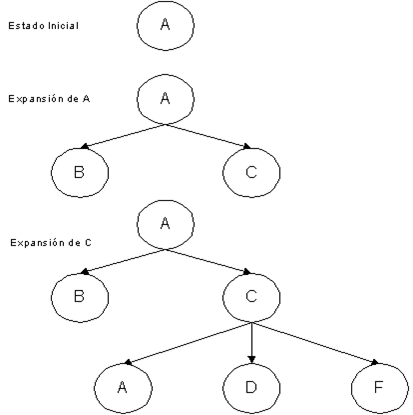 Estado Inicial
A
Expansión de A
A
B
C
A
Expansión de C
B
C
A
D
F